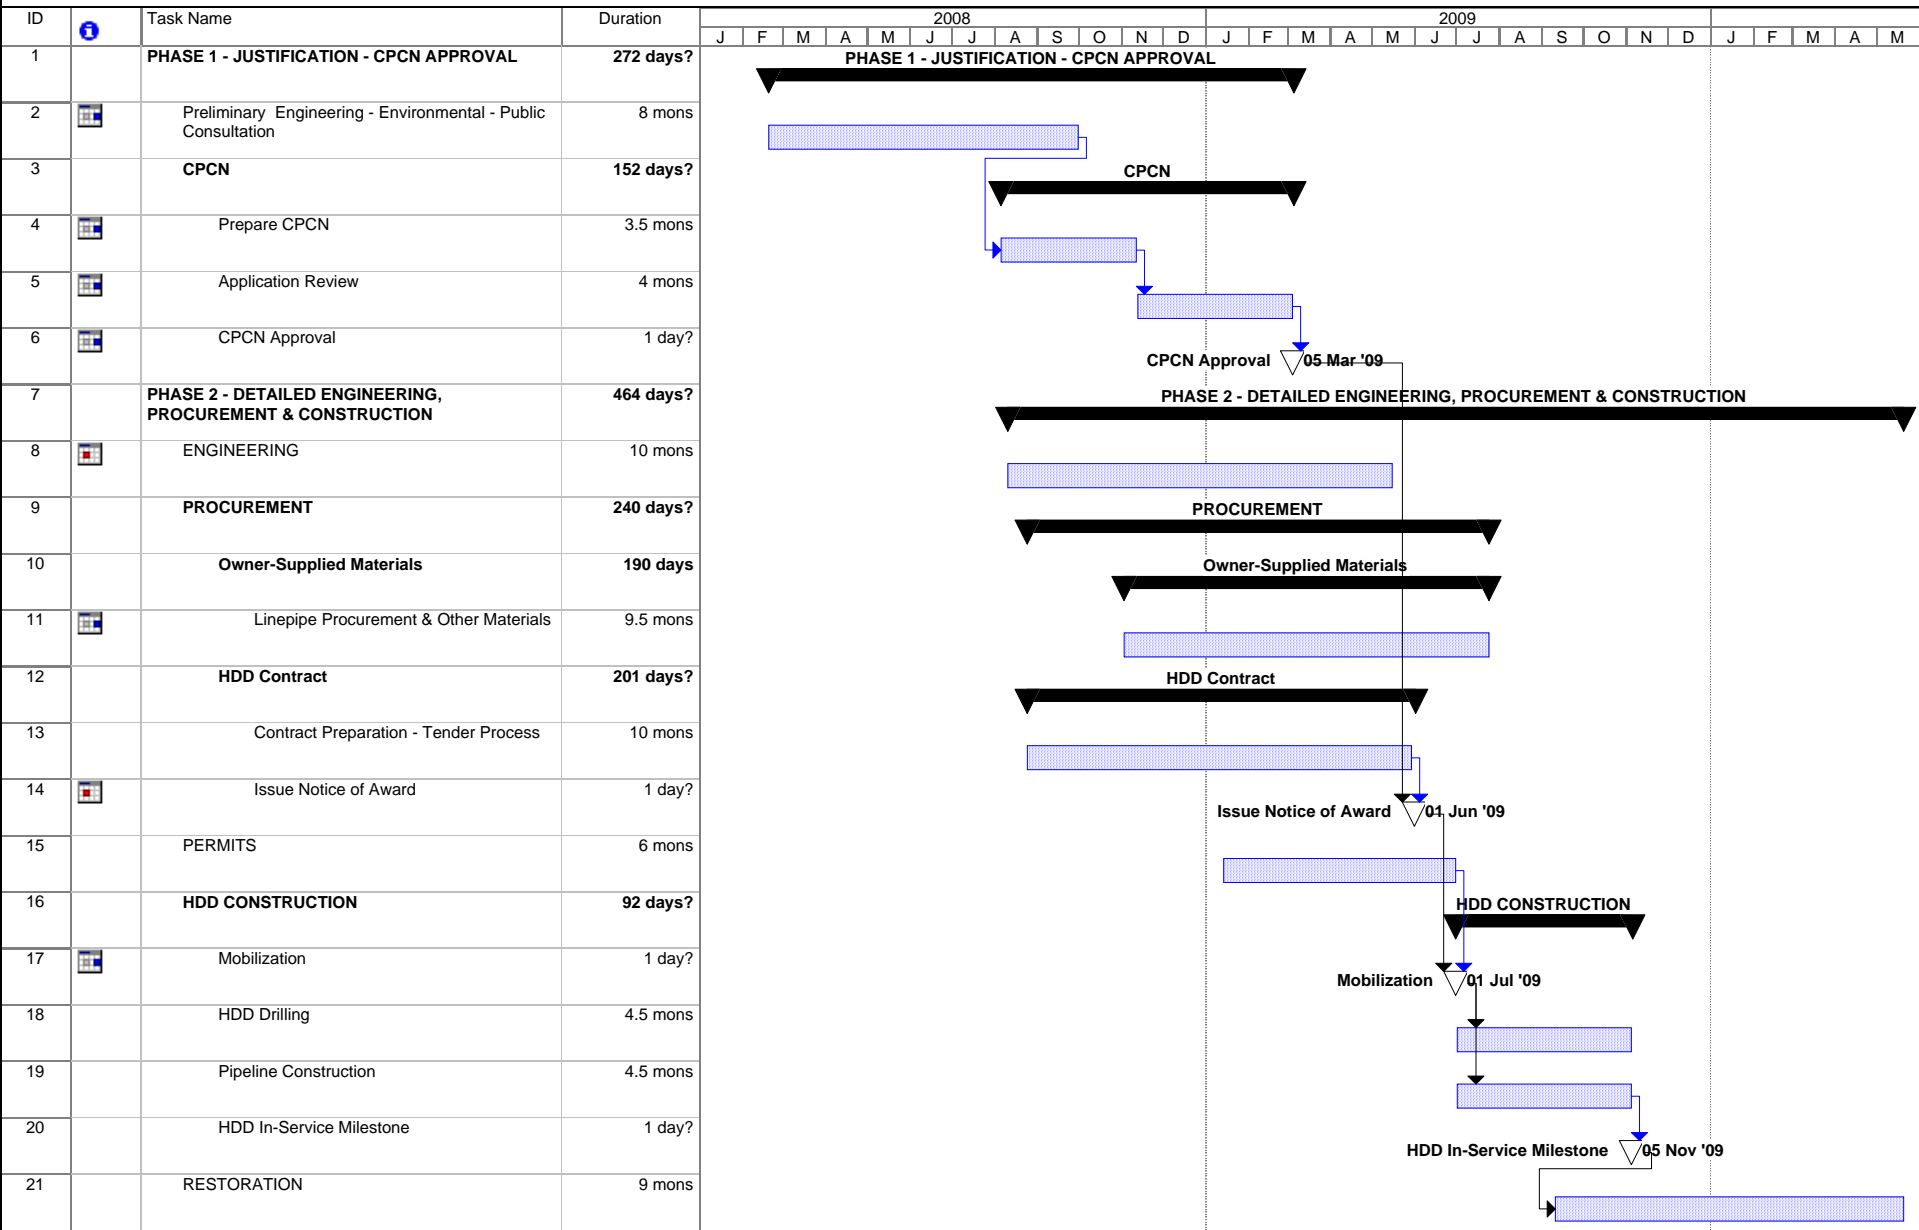 ID Task Name Duration 2008 2009
J F M A M J J A S O N D J F M A M J J A S O N D J F M A M
1 PHASE 1 - JUSTIFICATION - CPCN APPROVAL 272 days? PHASE 1 - JUSTIFICATION - CPCN APPROVAL
2 Preliminary Engineering - Environmental - Public 8 mons
Consultation
3 CPCN 152 days? CPCN
4 Prepare CPCN 3.5 mons
5 Application Review 4 mons
6 CPCN Approval 1 day?
CPCN Approval 05 Mar '09
7 PHASE 2 - DETAILED ENGINEERING, 464 days? PHASE 2 - DETAILED ENGINEERING, PROCUREMENT & CONSTRUCTION
PROCUREMENT & CONSTRUCTION
8 ENGINEERING 10 mons
9 PROCUREMENT 240 days? PROCUREMENT
10 Owner-Supplied Materials 190 days Owner-Supplied Materials
11 Linepipe Procurement & Other Materials 9.5 mons
12 HDD Contract 201 days? HDD Contract
13 Contract Preparation - Tender Process 10 mons
14 Issue Notice of Award 1 day?
Issue Notice of Award 01 Jun '09
15 PERMITS 6 mons
16 HDD CONSTRUCTION 92 days? HDD CONSTRUCTION
17 Mobilization 1 day?
Mobilization 01 Jul '09
18 HDD Drilling 4.5 mons
19 Pipeline Construction 4.5 mons
20 HDD In-Service Milestone 1 day?
HDD In-Service Milestone 05 Nov '09
21 RESTORATION 9 mons